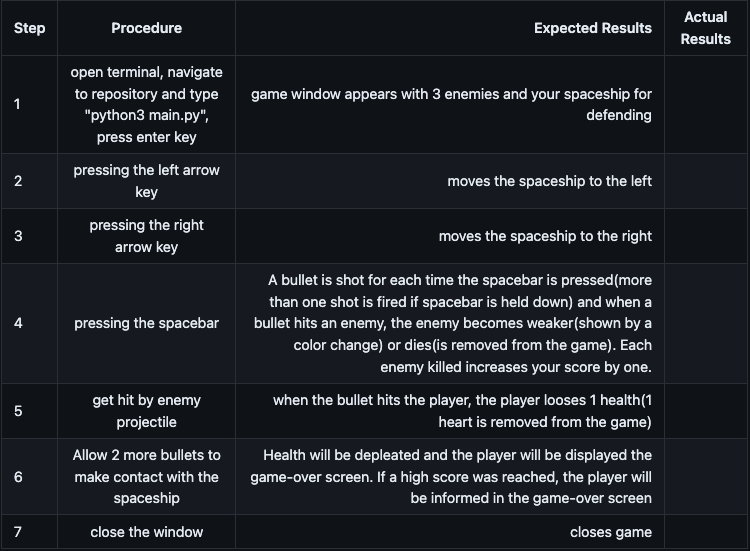 Step Procedure Expected Results Actual Results
1
open terminal, navigate
to repository and type
"python3 main.py",
press enter key
game window appears with 3 enemies and your spaceship for
defending
2
pressing the left arrow
key
moves the spaceship to the left
3
pressing the right
arrow key
moves the spaceship to the right
4
pressing the spacebar
A bullet is shot for each time the spacebar is pressed(more
than one shot is fired if spacebar is held down) and when a
bullet hits an enemy, the enemy becomes weaker(shown by a
color change) or dies(is removed from the game). Each
enemy killed increases your score by one.
5
get hit by enemy
projectile
when the bullet hits the player, the player looses 1 health(1
heart is removed from the game)
6
Allow 2 more bullets to
make contact with the
spaceship
Health will be depleated and the player will be displayed the
game-over screen. If a high score was reached, the player will
be informed in the game-over screen
7
close the window
closes game